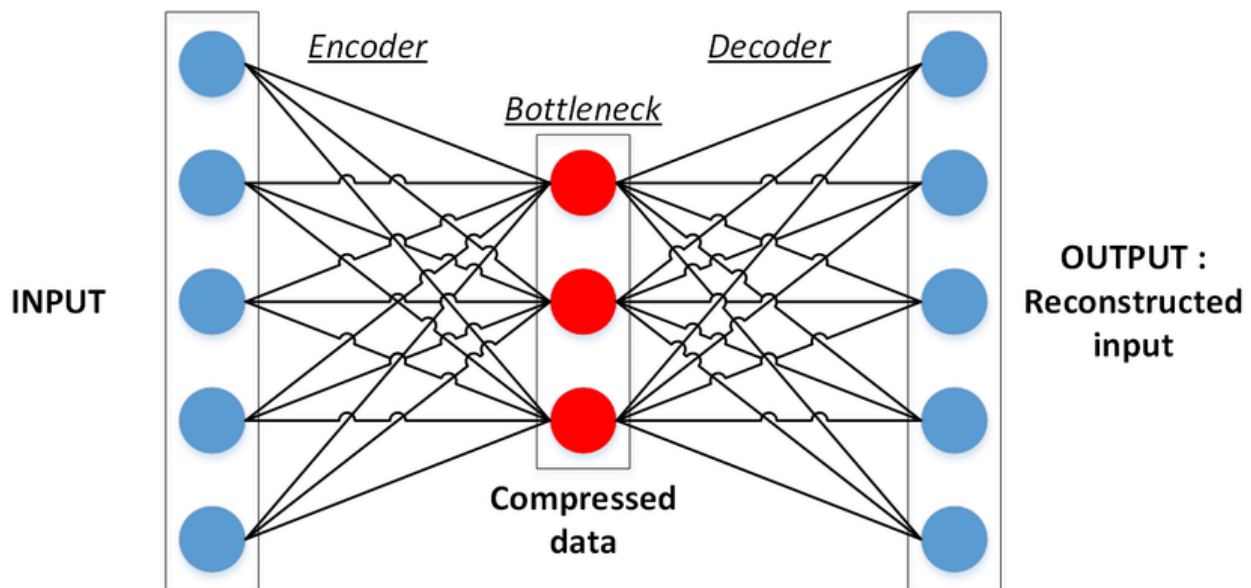 Encoder
Decoder
Bottleneck
INPUT
OUTPUT :
Reconstructed
input
Compressed
data